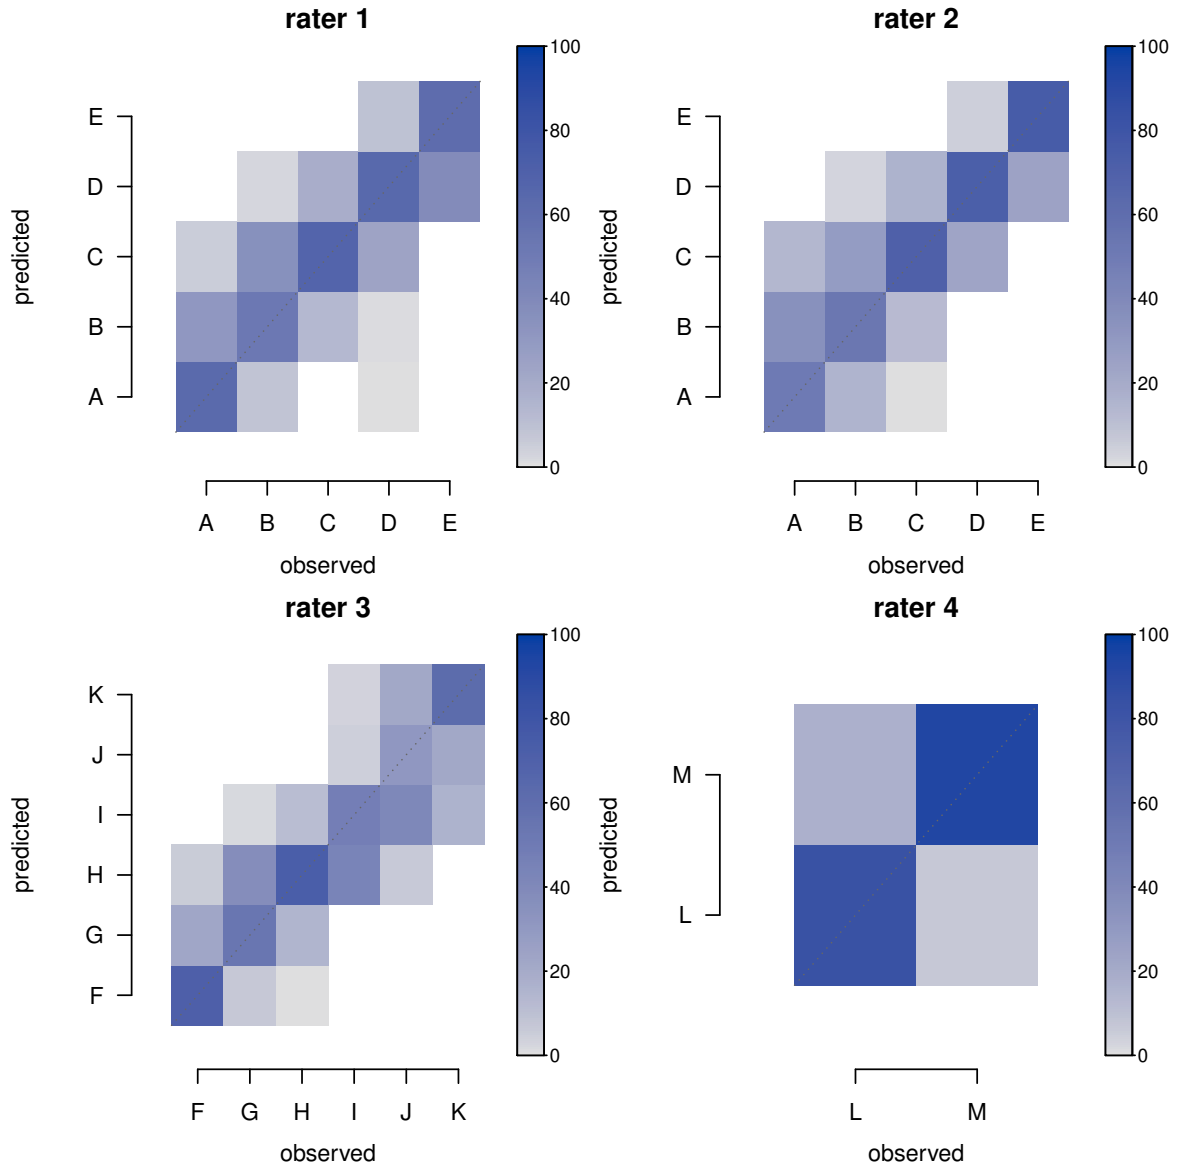 rater 1
predicted
E
D
C
B
A
100
80
60
40
20
0
A B C D E
observed
rater 2
predicted
E
D
C
B
A
100
80
60
40
20
0
A B C D E
observed
rater 3
predicted
K
J
I
H
G
F
100
80
60
40
20
0
F G H I J K
observed
rater 4
predicted
M
L
100
80
60
40
20
0
L M
observed